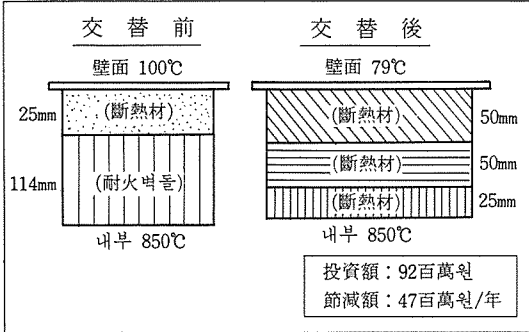 交替前
壁面 100℃
25mm
(斷熱材)
114mm
(耐火벽돌)
내부 850℃
交替後
壁面 79℃
(斷熱材)
50mm
(斷熱材)
50mm
(斷熱材)
25mm
내부 850℃
投資額 : 92百萬원
節減額 : 47百萬원/年